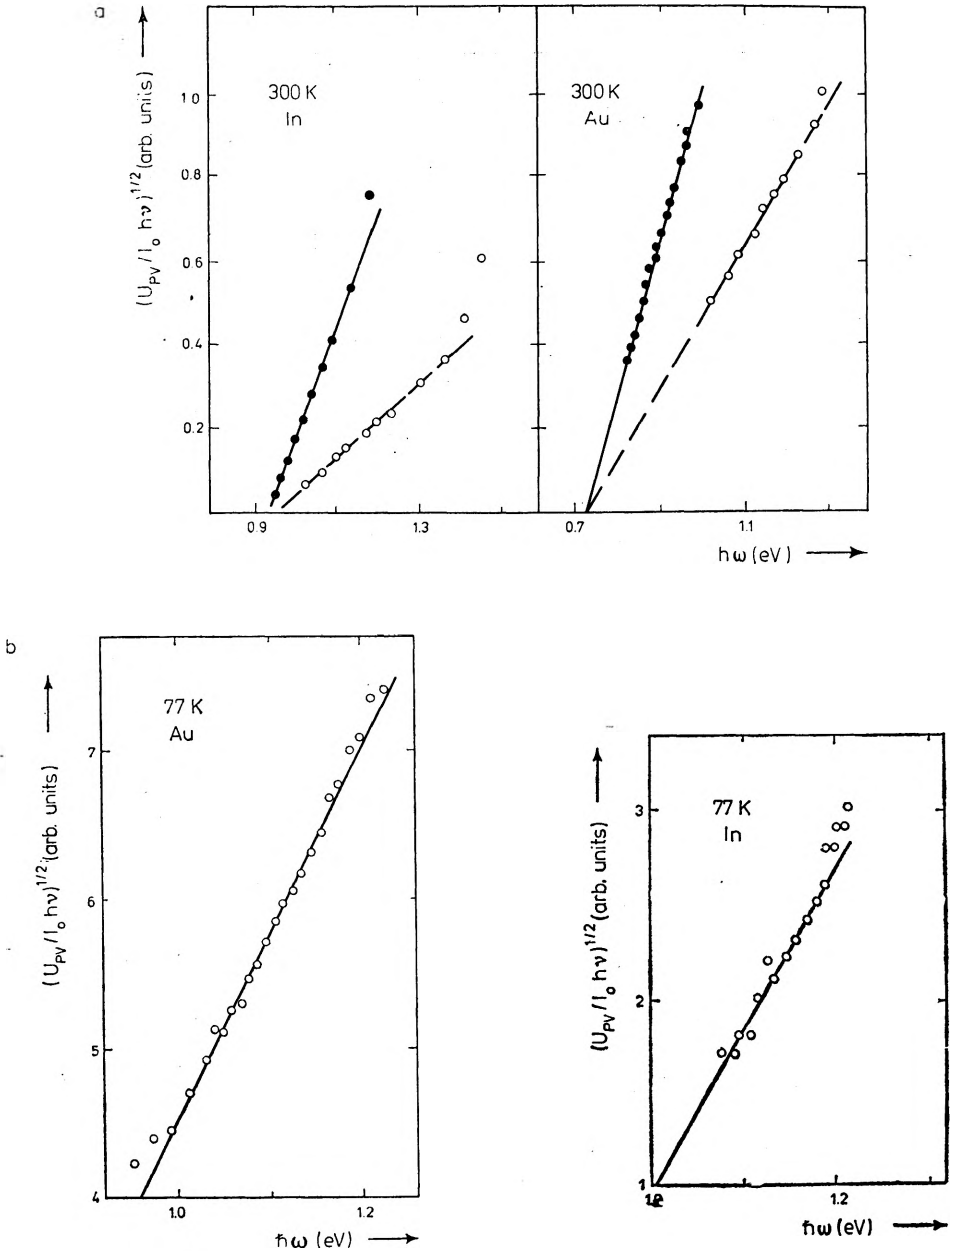 a
(U_PV/I_o hν)^1/2 (arb. units)
300 K
In
300 K
Au
1 0
0.8
0.6
0.4
0.2
0.9
1.3
0.7
1.1
hω (eV)
b
(U_PV/I_o hν)^1/2 (arb. units)
77 K
Au
7
6
5
4
1.0
1.2
ħω (eV)
(U_PV/I_o hν)^1/2 (arb. units)
77 K
In
3
2
1
1.2
ħω (eV)